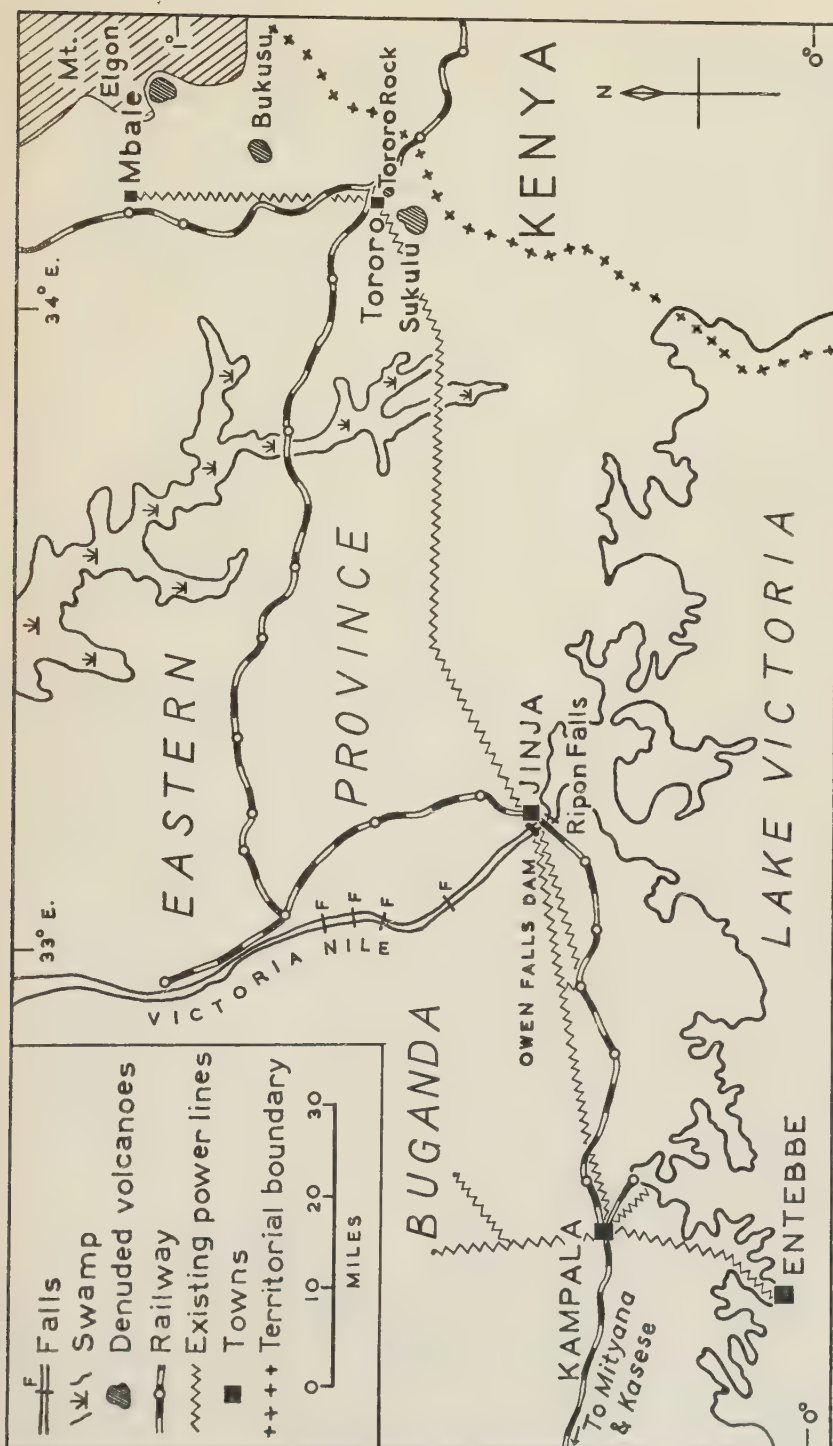 F
Falls
Swamp
Denuded volcanoes
Railway
Existing power lines
Towns
++++ Territorial boundary
0 10 20 30
MILES
33° E.
34° E.
1°
0°
0°
Mt.
Elgon
Mbale
Bukusu
Tororo Rock
Tororo
Sukulu
KENYA
N
EASTERN
PROVINCE
VICTORIA NILE
F
F
F
F
BUGANDA
OWEN FALLS DAM
JINJA
Ripon Falls
KAMPALA
To Mityana
& Kasese
ENTEBBE
LAKE VICTORIA